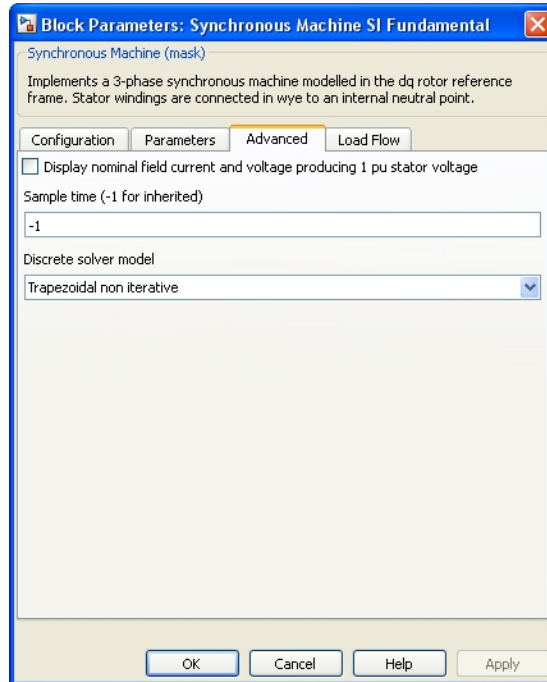 Block Parameters: Synchronous Machine SI Fundamental
Synchronous Machine (mask)
Implements a 3-phase synchronous machine modelled in the dq rotor reference
frame. Stator windings are connected in wye to an internal neutral point.
Configuration Parameters Advanced Load Flow
Display nominal field current and voltage producing 1 pu stator voltage
Sample time (-1 for inherited)
-1
Discrete solver model
Trapezoidal non iterative
OK Cancel Help Apply